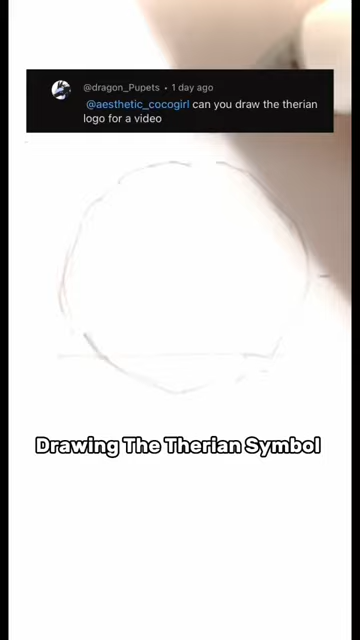 @dragon_Pupets • 1 day ago
@aesthetic_cocogirl can you draw the therian
logo for a video
Drawing The Therian Symbol